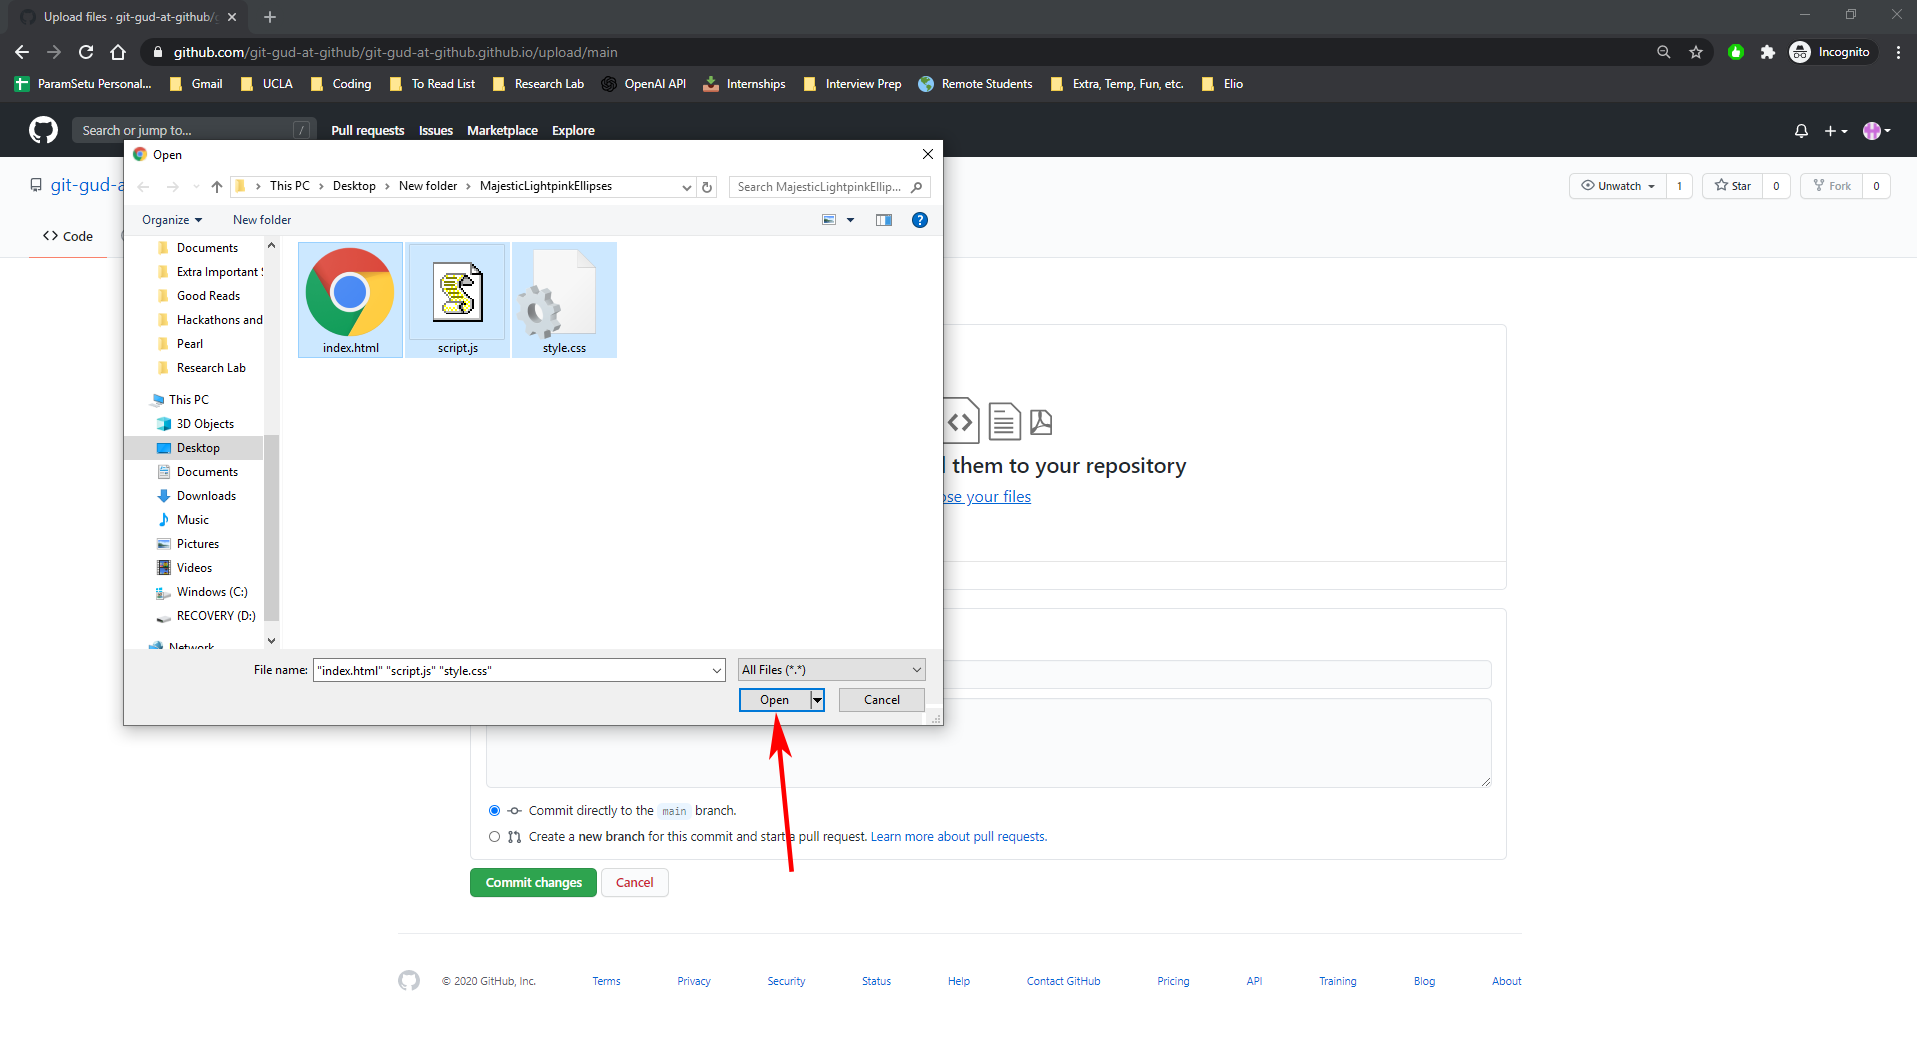 Upload files · git-gud-at-github/
github.com/git-gud-at-github/git-gud-at-github.github.io/upload/main
Incognito
ParamSetu Personal...
Gmail
UCLA
Coding
To Read List
Research Lab
OpenAI API
Internships
Interview Prep
Remote Students
Extra, Temp, Fun, etc.
Elio
Search or jump to...
/
Pull requests
Issues
Marketplace
Explore
git-gud-a
Unwatch
1
Star
0
Fork
0
Code
Open
This PC
Desktop
New folder
MajesticLightpinkEllipses
Search MajesticLightpinkEllip...
Organize
New folder
?
Documents
Extra Important
Good Reads
Hackathons and
Pearl
Research Lab
This PC
3D Objects
Desktop
Documents
Downloads
Music
Pictures
Videos
Windows (C:)
RECOVERY (D:)
Network
index.html
script.js
style.css
File name:
"index.html" "script.js" "style.css"
All Files (*.*)
Open
Cancel
them to your repository
ose your files
Commit directly to the main branch.
Create a new branch for this commit and start a pull request. Learn more about pull requests.
Commit changes
Cancel
© 2020 GitHub, Inc.
Terms
Privacy
Security
Status
Help
Contact GitHub
Pricing
API
Training
Blog
About